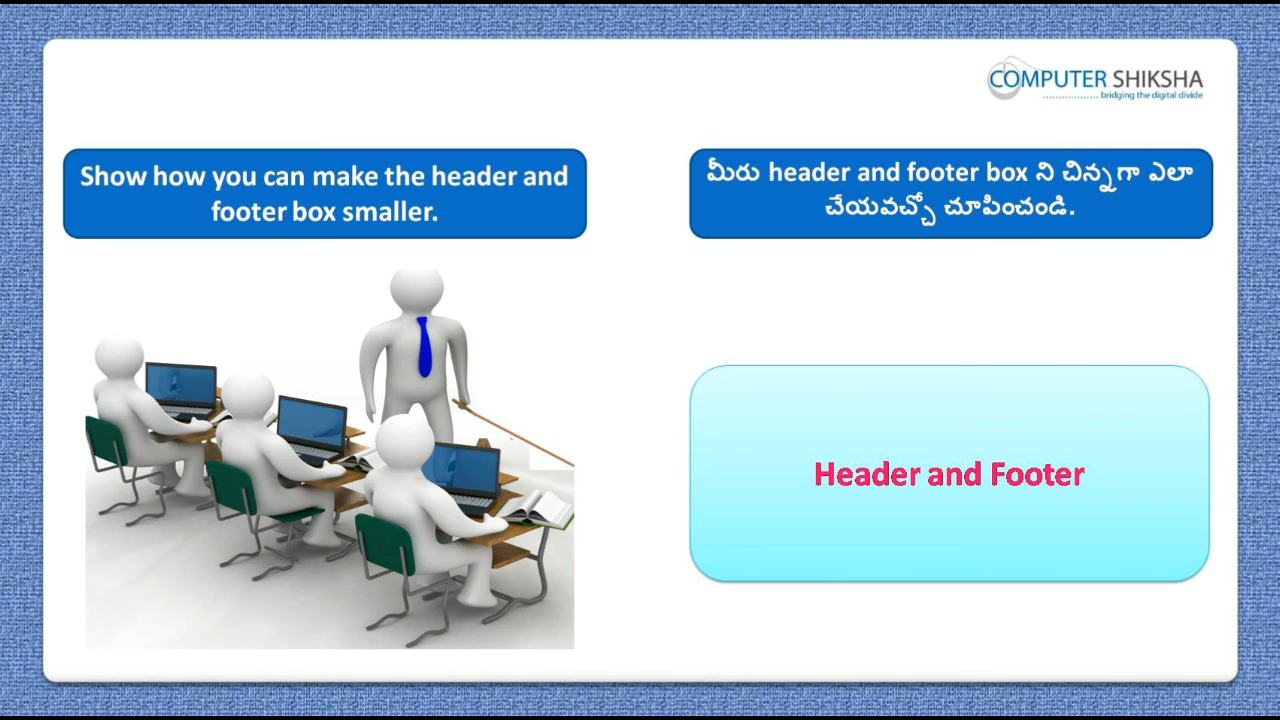 COMPUTER SHIKSHA
bridging the digital divide
Show how you can make the header and
footer box smaller.
మీరు header and footer box ని చిన్నగా ఎలా
చేయవచ్చో చూపించండి.
Header and Footer